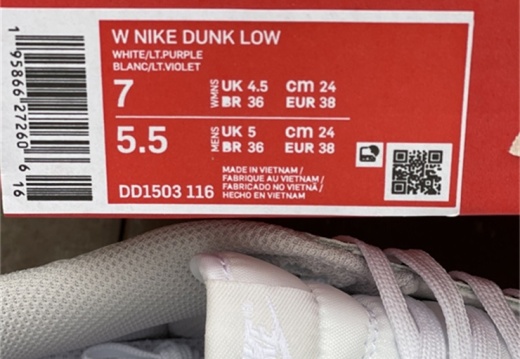 W NIKE DUNK LOW
WHITE/LT.PURPLE
BLANC/LT.VIOLET
7 WMNS UK 4.5 cm 24
BR 36 EUR 38
5.5 MENS UK 5 cm 24
BR 36 EUR 38
MADE IN VIETNAM /
FABRIQUE AU VIETNAM /
FABRICADO NO VIETNÃ /
HECHO EN VIETNAM
DD1503 116
1 95866 27260 6 16
NIKE